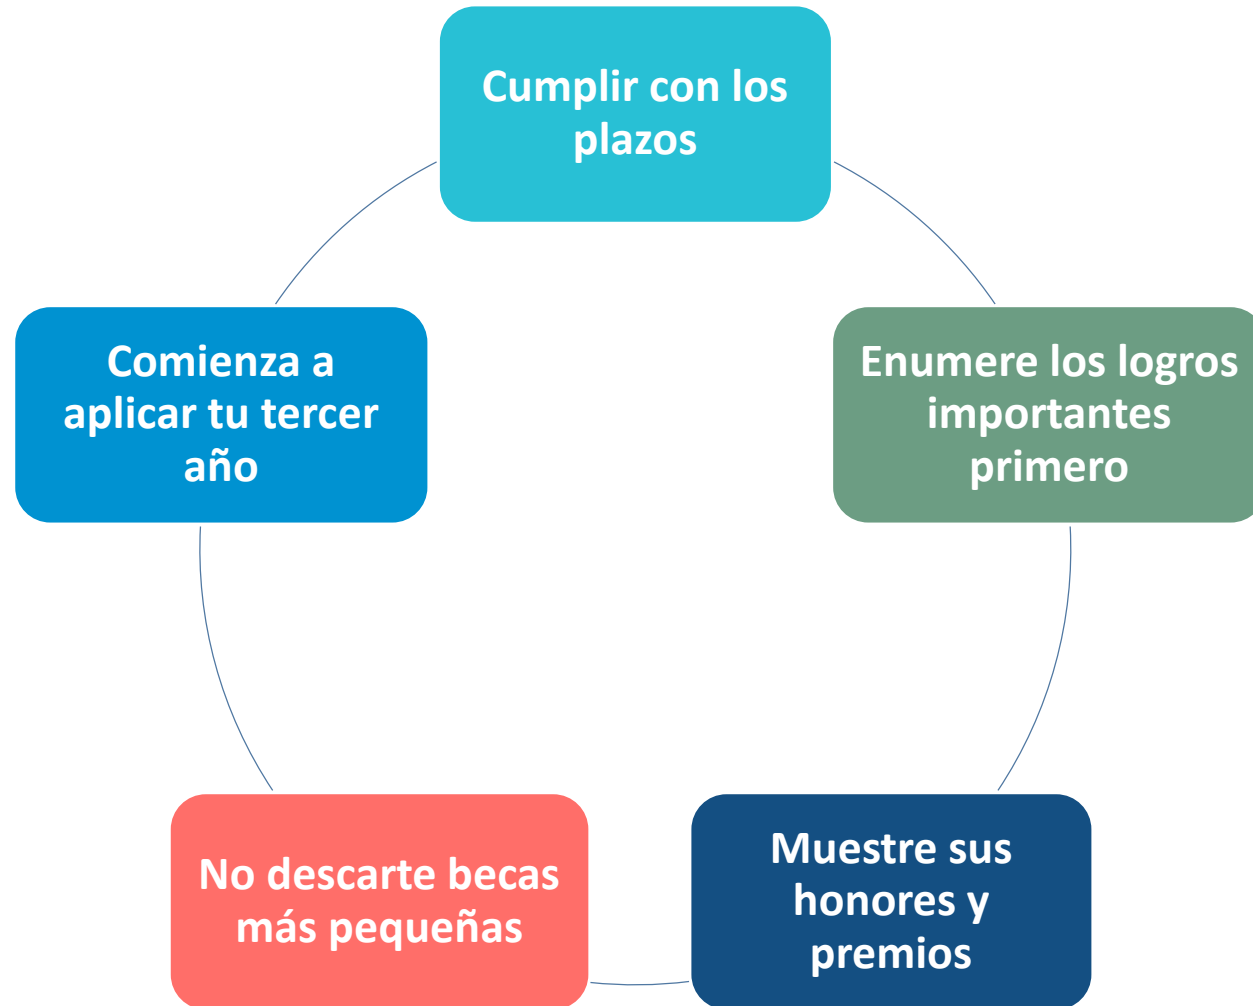 Cumplir con los
plazos
Enumere los logros
importantes
primero
Muestre sus
honores y
premios
No descarte becas
más pequeñas
Comienza a
aplicar tu tercer
año